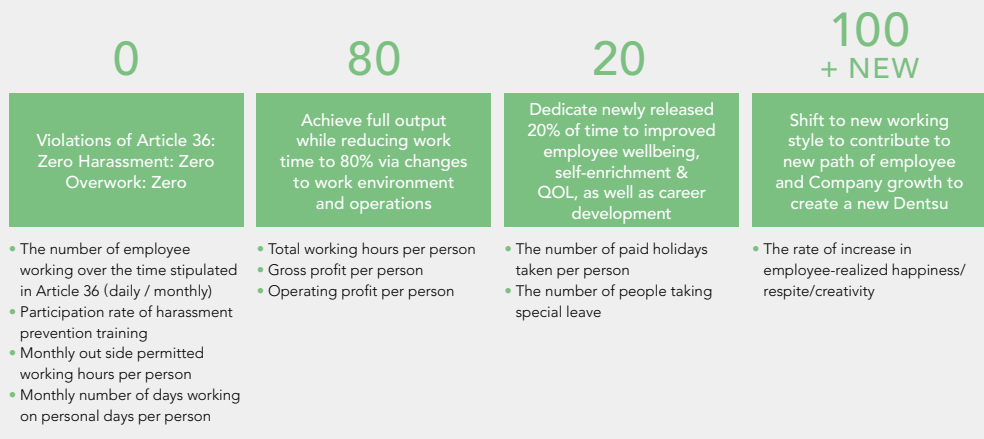 0
Violations of Article 36:
Zero Harassment: Zero
Overwork: Zero
• The number of employee
working over the time stipulated
in Article 36 (daily / monthly)
• Participation rate of harassment
prevention training
• Monthly out side permitted
working hours per person
• Monthly number of days working
on personal days per person
80
Achieve full output
while reducing work
time to 80% via changes
to work environment
and operations
• Total working hours per person
• Gross profit per person
• Operating profit per person
20
Dedicate newly released
20% of time to improved
employee wellbeing,
self-enrichment &
QOL, as well as career
development
• The number of paid holidays
taken per person
• The number of people taking
special leave
100
+ NEW
Shift to new working
style to contribute to
new path of employee
and Company growth to
create a new Dentsu
• The rate of increase in
employee-realized happiness/
respite/creativity